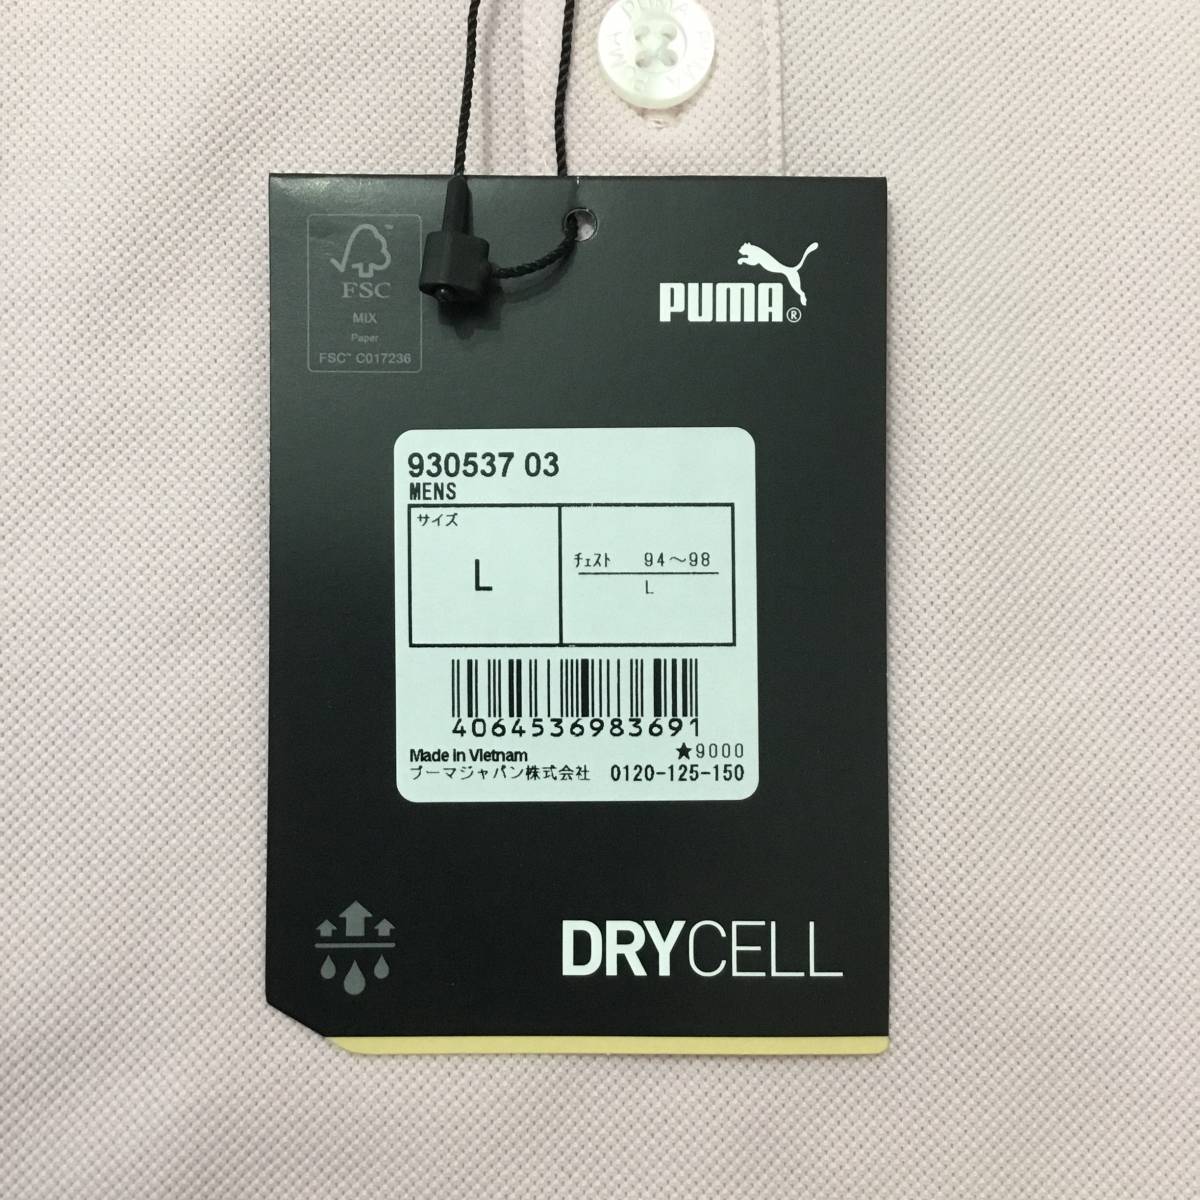 PUMA
FSC
MIX
Paper
FSC™ C017236
PUMA®
930537 03
MENS
サイズ
L
チェスト 94~98
L
4064536983691
★9000
Made in Vietnam
プーマジャパン株式会社 0120-125-150
DRYCELL